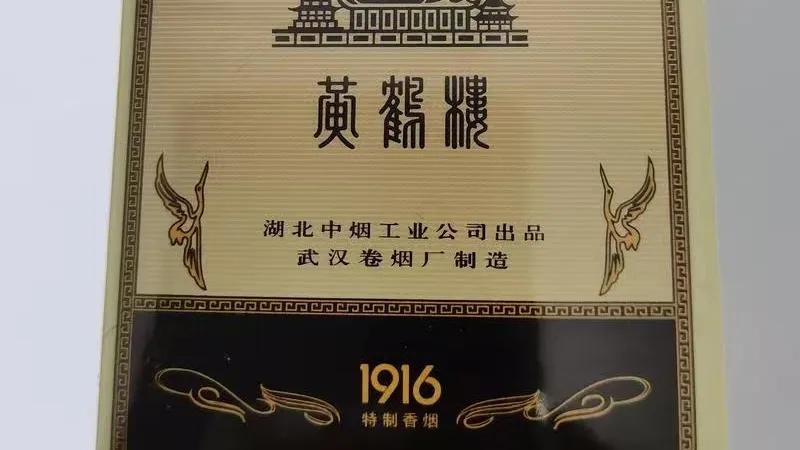 黄鹤楼
湖北中烟工业公司出品
武汉卷烟厂制造
1916
特制香烟